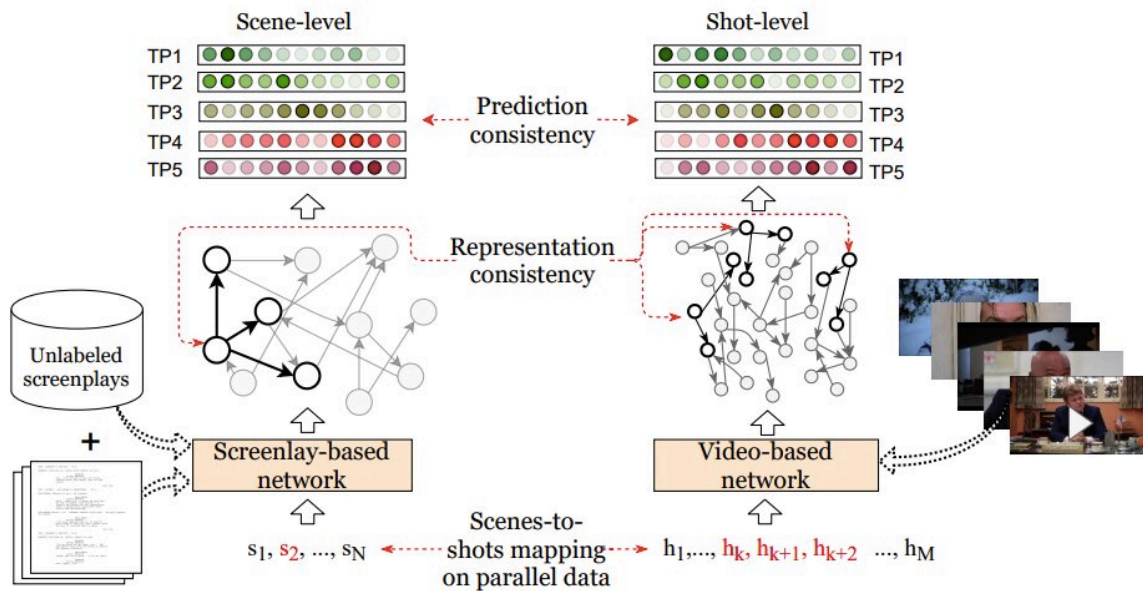 Scene-level
Shot-level
TP1
TP2
TP3
TP4
TP5
Prediction
consistency
TP1
TP2
TP3
TP4
TP5
Representation
consistency
Unlabeled
screenplays
+
Screenlay-based
network
Video-based
network
Scenes-to-
shots mapping
on parallel data
s1, s2, ..., sN
h1,..., hk, hk+1, hk+2 ..., hM